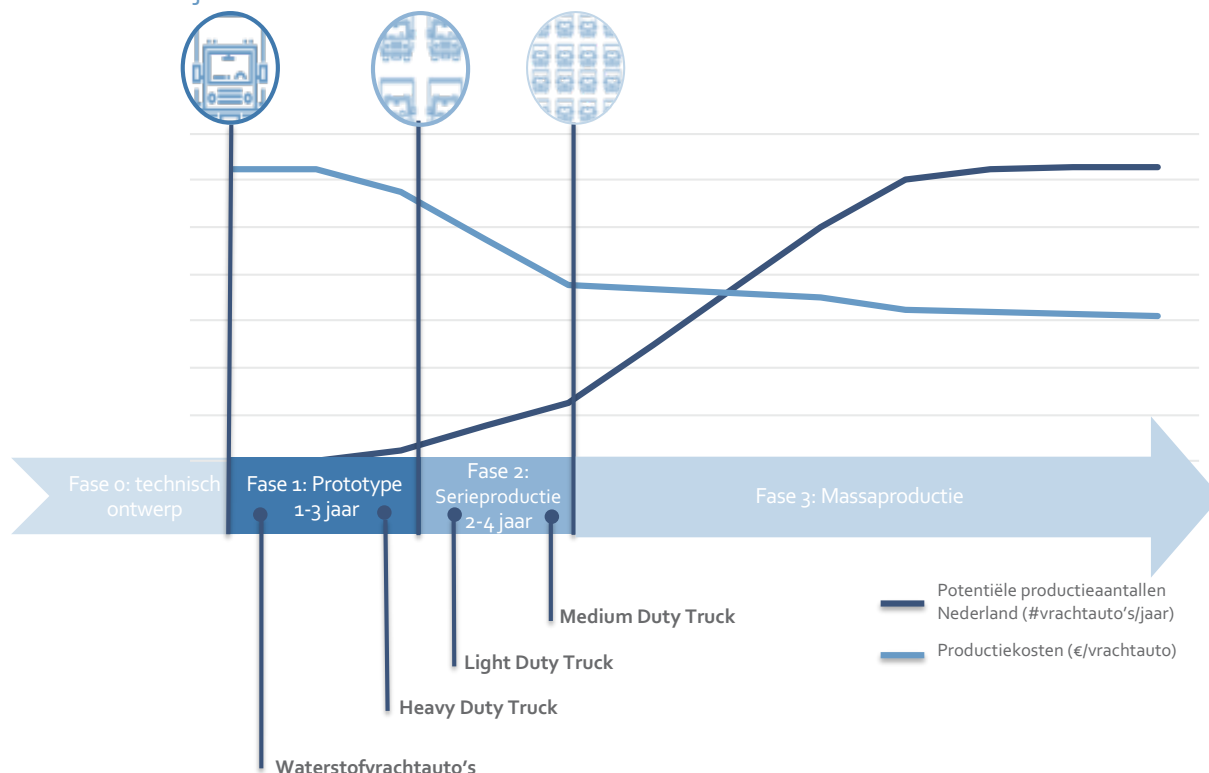 Fase 0: technisch
ontwerp
Fase 1: Prototype
1-3 jaar
Fase 2:
Serieproductie
2-4 jaar
Fase 3: Massaproductie
Potentiële productieaantallen
Nederland (#vrachtauto's/jaar)
Productiekosten (€/vrachtauto)
Medium Duty Truck
Light Duty Truck
Heavy Duty Truck
Waterstofvrachtauto's